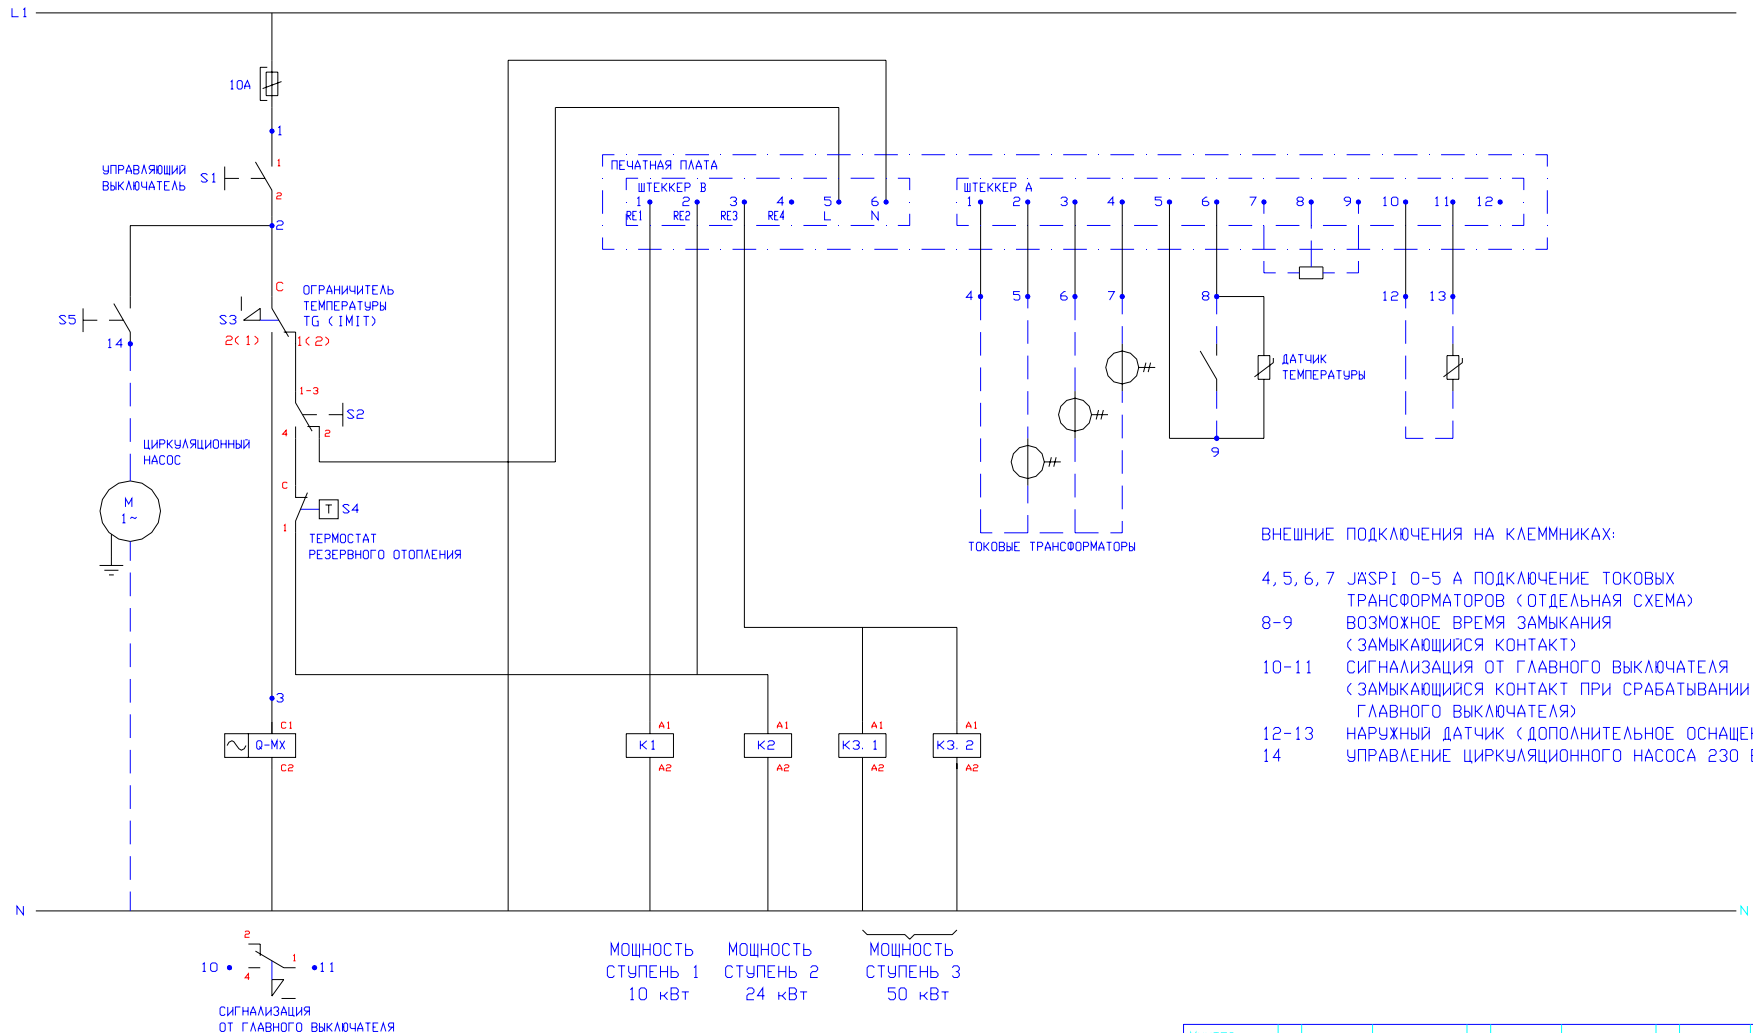 L1
10А
1
УПРАВЛЯЮЩИЙ
ВЫКЛЮЧАТЕЛЬ
S1
1
2
2
ПЕЧАТНАЯ ПЛАТА
ШТЕККЕР В
1 2 3 4 5 6
RE1 RE2 RE3 RE4 L N
ШТЕККЕР А
1 2 3 4 5 6 7 8 9 10 11 12
4 5 6 7 8 12 13
C
ОГРАНИЧИТЕЛЬ
ТЕМПЕРАТУРЫ
TG (IMIT)
S3
2(1)
1(2)
S5
14
ДАТЧИК
ТЕМПЕРАТУРЫ
1-3
S2
4
2
9
ЦИРКУЛЯЦИОННЫЙ
НАСОС
M
1~
C
T
S4
1
ТЕРМОСТАТ
РЕЗЕРВНОГО ОТОПЛЕНИЯ
ТОКОВЫЕ ТРАНСФОРМАТОРЫ
ВНЕШНИЕ ПОДКЛЮЧЕНИЯ НА КЛЕММНИКАХ:
4,5,6,7 JÄSPI 0-5 А ПОДКЛЮЧЕНИЕ ТОКОВЫХ
ТРАНСФОРМАТОРОВ (ОТДЕЛЬНАЯ СХЕМА)
8-9 ВОЗМОЖНОЕ ВРЕМЯ ЗАМЫКАНИЯ
(ЗАМЫКАЮЩИЙСЯ КОНТАКТ)
10-11 СИГНАЛИЗАЦИЯ ОТ ГЛАВНОГО ВЫКЛЮЧАТЕЛЯ
(ЗАМЫКАЮЩИЙСЯ КОНТАКТ ПРИ СРАБАТЫВАНИИ
ГЛАВНОГО ВЫКЛЮЧАТЕЛЯ)
12-13 НАРУЖНЫЙ ДАТЧИК (ДОПОЛНИТЕЛЬНОЕ
14 УПРАВЛЕНИЕ ЦИРКУЛЯЦИОННОГО НАСОСА 230
3
C1
Q-MX
C2
A1
K1
A2
A1
K2
A2
A1
K3.1
A2
A1
K3.2
A2
N
N
2
10
4
1
11
СИГНАЛИЗАЦИЯ
ОТ ГЛАВНОГО ВЫКЛЮЧАТЕЛЯ
МОЩНОСТЬ
СТУПЕНЬ 1
10 кВт
МОЩНОСТЬ
СТУПЕНЬ 2
24 кВт
МОЩНОСТЬ
СТУПЕНЬ 3
50 кВт